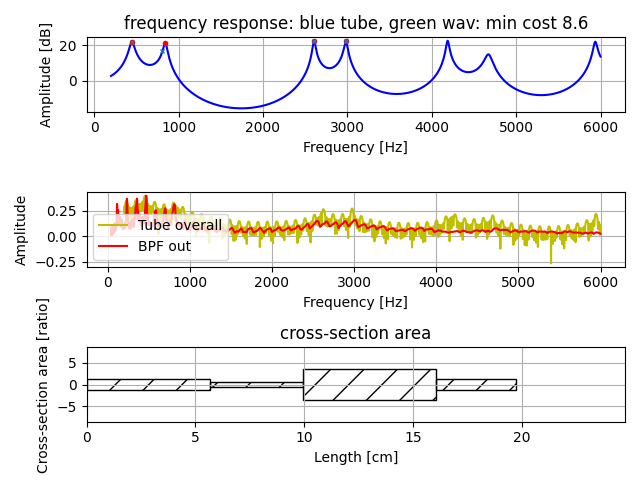 frequency response: blue tube, green wav: min cost 8.6
Amplitude [dB]
20
0
0
1000
2000
3000
4000
5000
6000
Frequency [Hz]
Amplitude
0.25
0.00
−0.25
Tube overall
BPF out
0
1000
2000
3000
4000
5000
6000
Frequency [Hz]
cross-section area
Cross-section area [ratio]
5
0
−5
0
5
10
15
20
Length [cm]